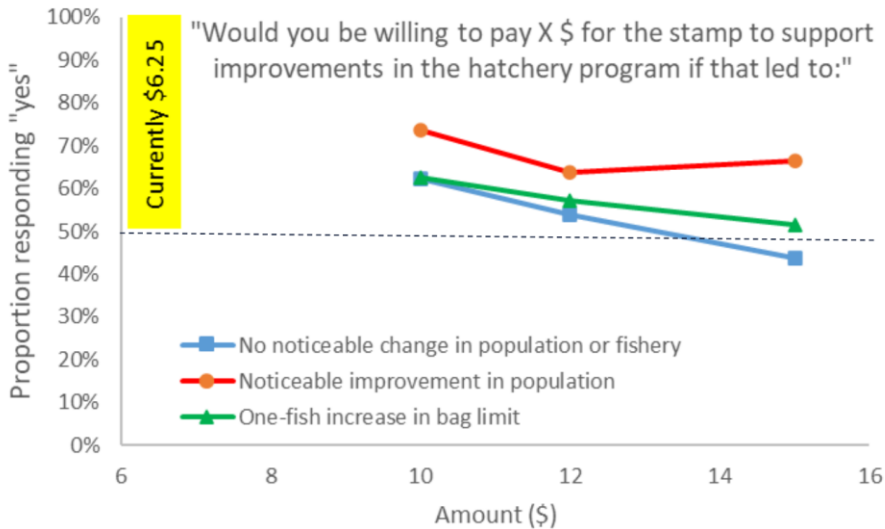 "Would you be willing to pay X $ for the stamp to support
improvements in the hatchery program if that led to:"
Currently $6.25
Proportion responding "yes"
100%
90%
80%
70%
60%
50%
40%
30%
20%
10%
0%
No noticeable change in population or fishery
Noticeable improvement in population
One-fish increase in bag limit
6 8 10 12 14 16
Amount ($)